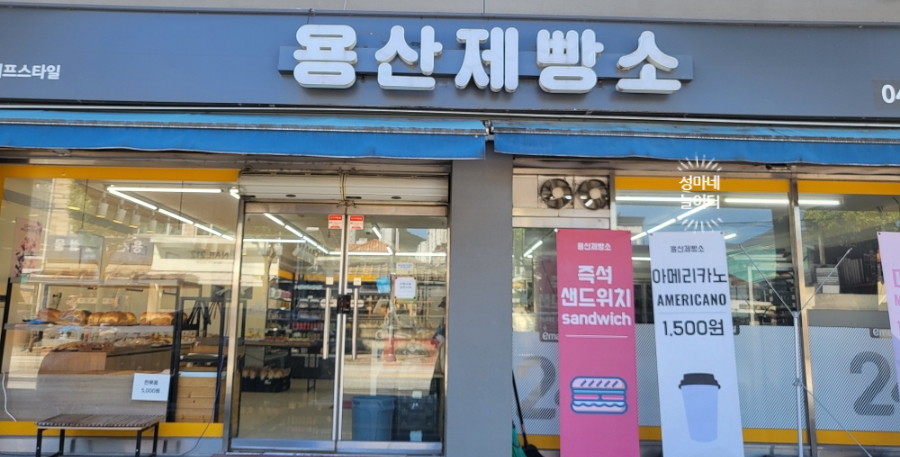 용산제빵소
프스타일
04
성마네
놀이터
용산제빵소
즉석
샌드위치
sandwich
용산제빵소
아메리카노
AMERICANO
1,500원
em
24
2